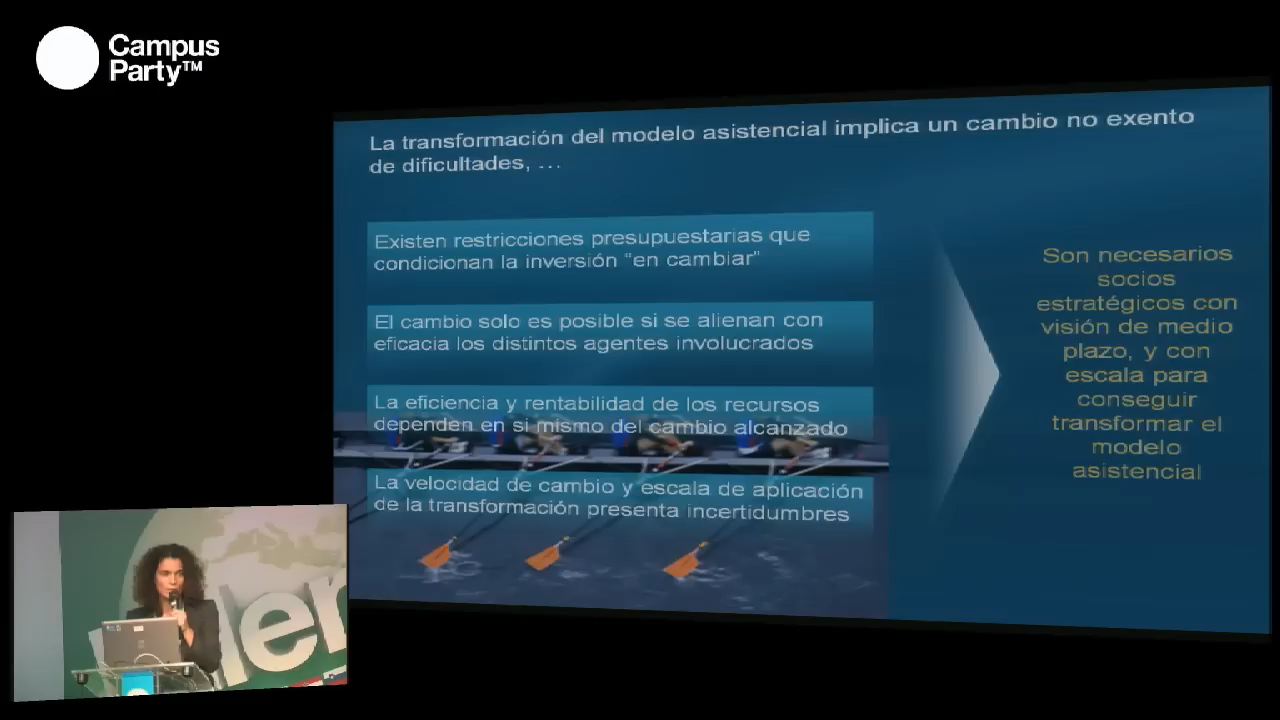 Campus
Party™
La transformación del modelo asistencial implica un cambio no exento
de dificultades, ...
Existen restricciones presupuestarias que
condicionan la inversión “en cambiar”
El cambio solo es posible si se alienan con
eficacia los distintos agentes involucrados
La eficiencia y rentabilidad de los recursos
dependen en si mismo del cambio alcanzado
La velocidad de cambio y escala de aplicación
de la transformación presenta incertidumbres
Son necesarios
socios
estratégicos con
visión de medio
plazo, y con
escala para
conseguir
transformar el
modelo
asistencial